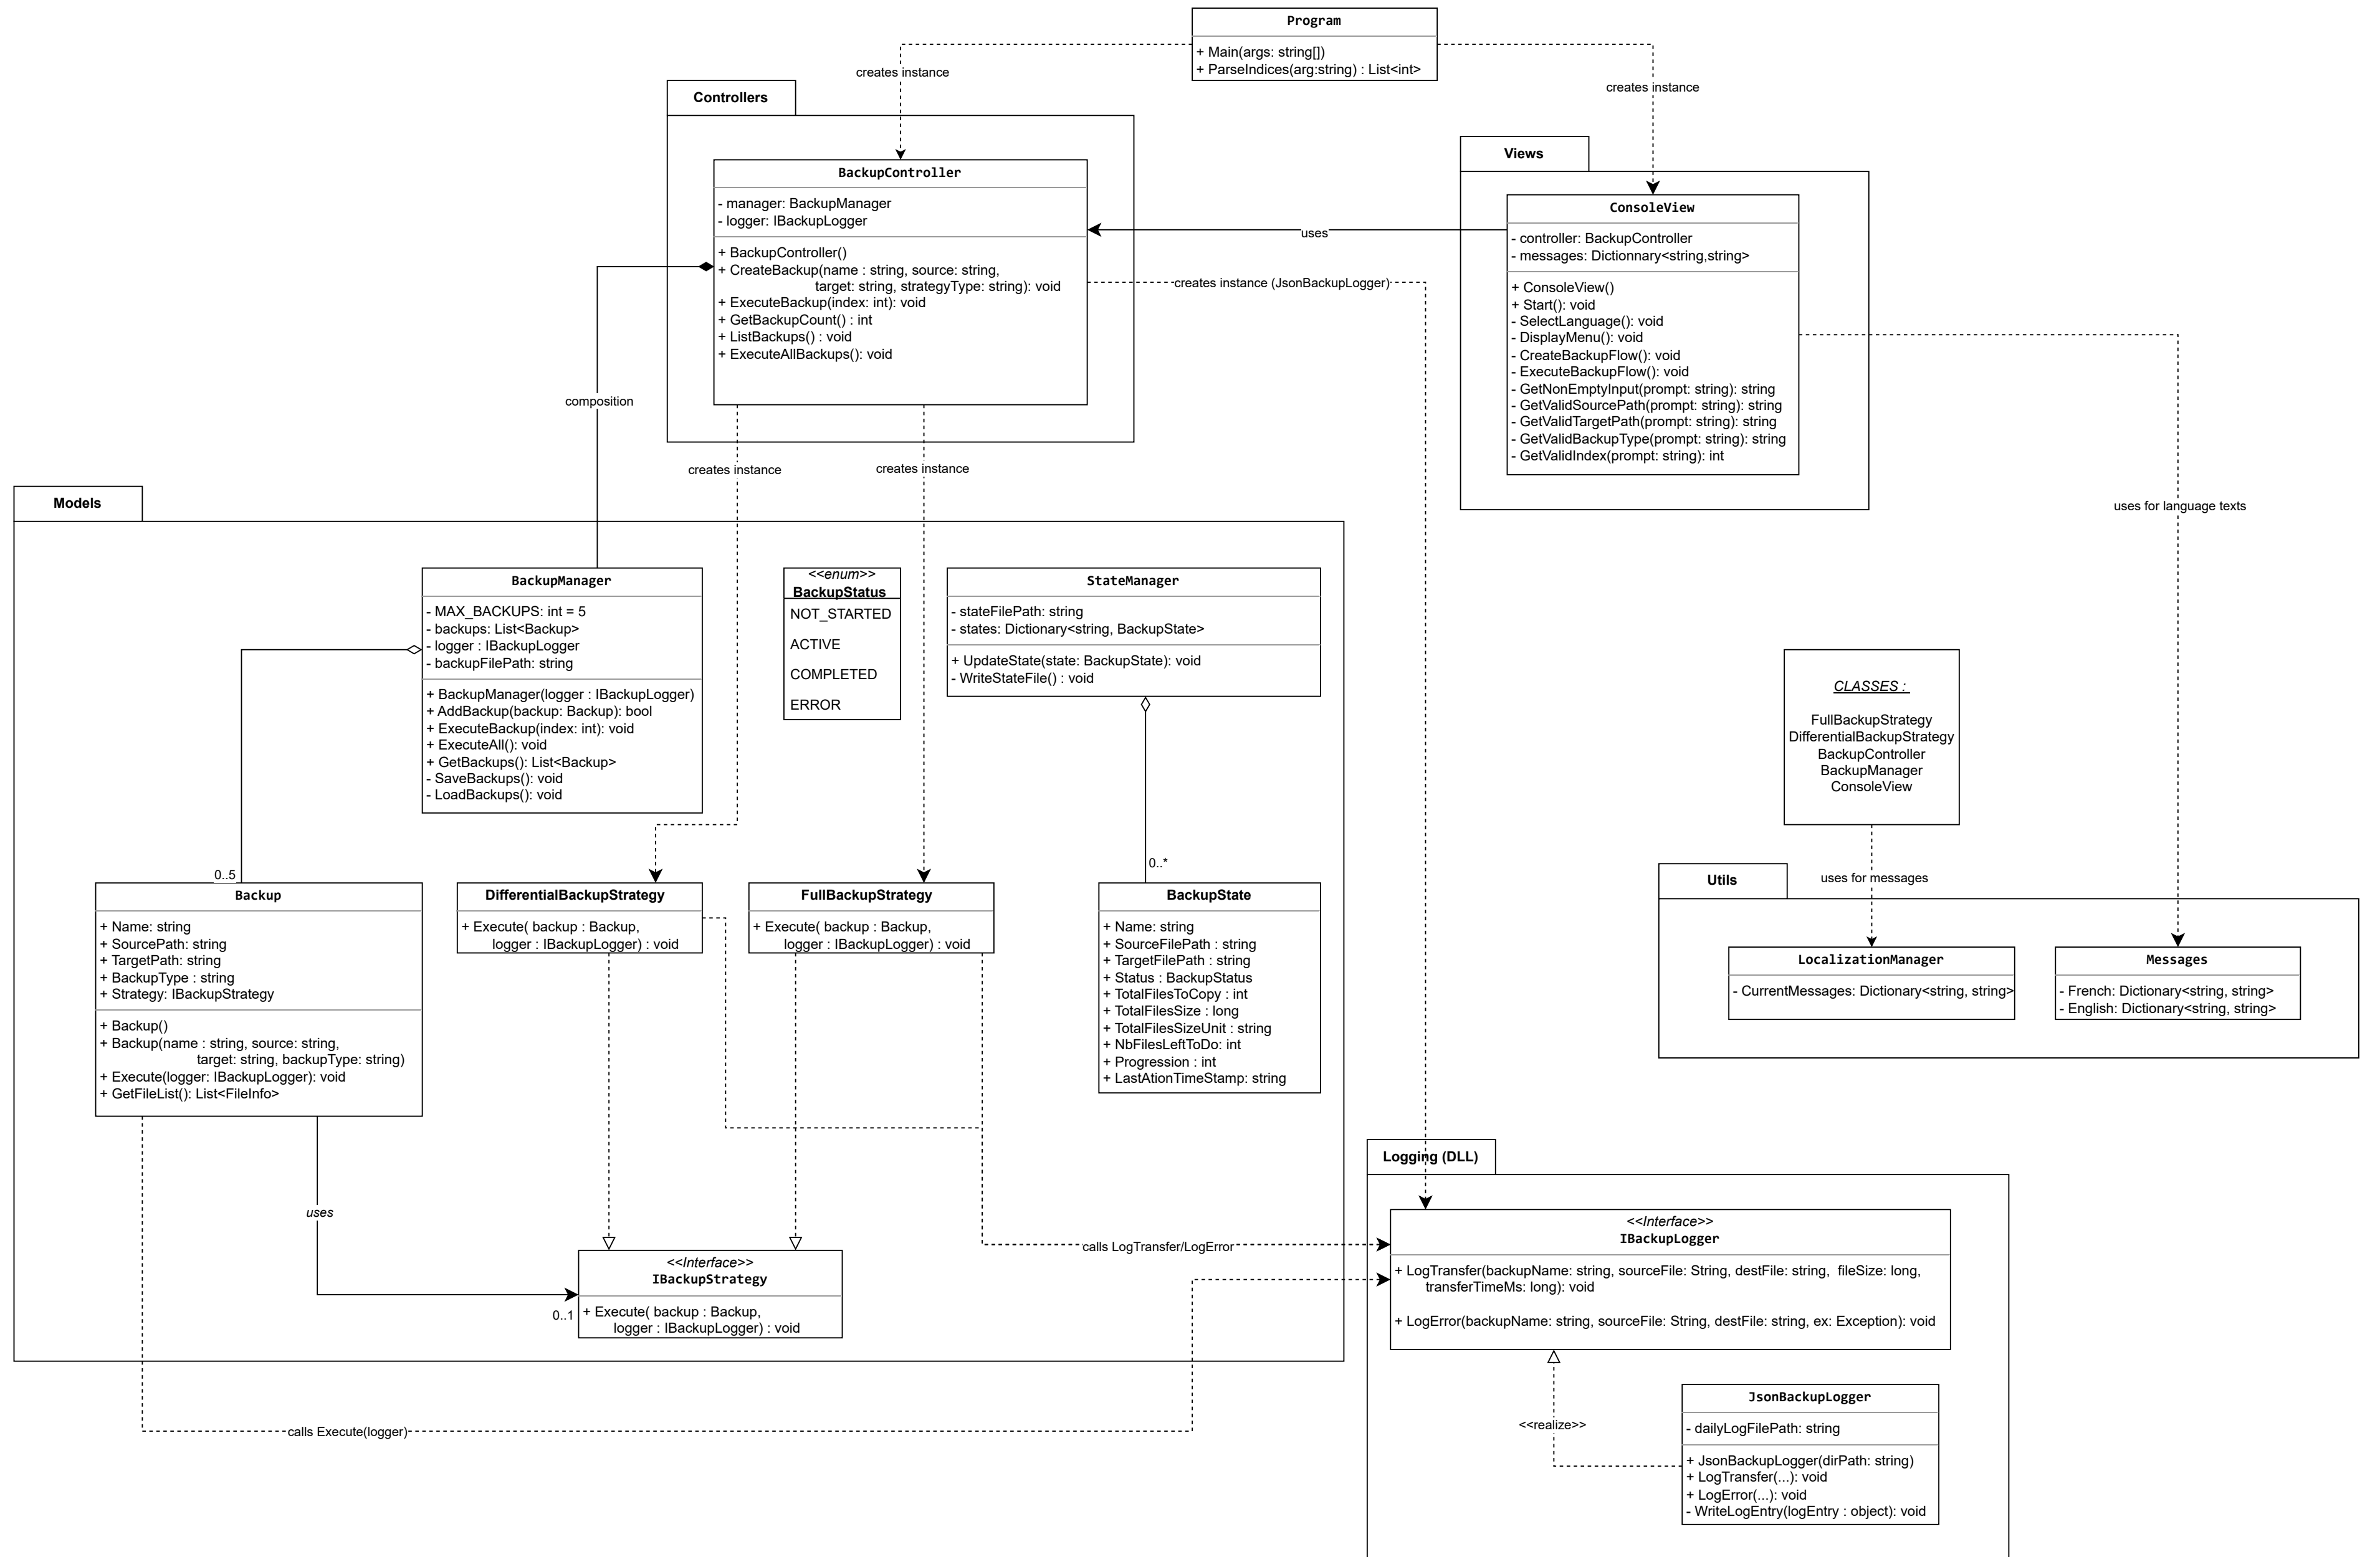 Program
+ Main(args: string[])
+ ParseIndices(arg:string) : List<int>
creates instance
creates instance
Controllers
BackupController
- manager: BackupManager
- logger: IBackupLogger
+ BackupController()
+ CreateBackup(name : string, source: string,
target: string, strategyType: string): void
+ ExecuteBackup(index: int): void
+ GetBackupCount() : int
+ ListBackups() : void
+ ExecuteAllBackups(): void
Views
ConsoleView
- controller: BackupController
- messages: Dictionnary<string,string>
+ ConsoleView()
+ Start(): void
- SelectLanguage(): void
- DisplayMenu(): void
- CreateBackupFlow(): void
- ExecuteBackupFlow(): void
- GetNonEmptyInput(prompt: string): string
- GetValidSourcePath(prompt: string): string
- GetValidTargetPath(prompt: string): string
- GetValidBackupType(prompt: string): string
- GetValidIndex(prompt: string): int
uses
creates instance (JsonBackupLogger)
composition
creates instance
creates instance
uses for language texts
Models
BackupManager
- MAX_BACKUPS: int = 5
- backups: List<Backup>
- logger : IBackupLogger
- backupFilePath: string
+ BackupManager(logger : IBackupLogger)
+ AddBackup(backup: Backup): bool
+ ExecuteBackup(index: int): void
+ ExecuteAll(): void
+ GetBackups(): List<Backup>
- SaveBackups(): void
- LoadBackups(): void
<<enum>>
BackupStatus
NOT_STARTED
ACTIVE
COMPLETED
ERROR
StateManager
- stateFilePath: string
- states: Dictionary<string, BackupState>
+ UpdateState(state: BackupState): void
- WriteStateFile() : void
CLASSES :
FullBackupStrategy
DifferentialBackupStrategy
BackupController
BackupManager
ConsoleView
uses for messages
0..5
0..*
Backup
+ Name: string
+ SourcePath: string
+ TargetPath: string
+ BackupType : string
+ Strategy: IBackupStrategy
+ Backup()
+ Backup(name : string, source: string,
target: string, backupType: string)
+ Execute(logger: IBackupLogger): void
+ GetFileList(): List<FileInfo>
DifferentialBackupStrategy
+ Execute( backup : Backup,
logger : IBackupLogger) : void
FullBackupStrategy
+ Execute( backup : Backup,
logger : IBackupLogger) : void
BackupState
+ Name: string
+ SourceFilePath : string
+ TargetFilePath : string
+ Status : BackupStatus
+ TotalFilesToCopy : int
+ TotalFilesSize : long
+ TotalFilesSizeUnit : string
+ NbFilesLeftToDo: int
+ Progression : int
+ LastAtionTimeStamp: string
Utils
LocalizationManager
- CurrentMessages: Dictionary<string, string>
Messages
- French: Dictionary<string, string>
- English: Dictionary<string, string>
uses
0..1
<<Interface>>
IBackupStrategy
+ Execute( backup : Backup,
logger : IBackupLogger) : void
calls LogTransfer/LogError
calls Execute(logger)
Logging (DLL)
<<Interface>>
IBackupLogger
+ LogTransfer(backupName: string, sourceFile: String, destFile: string,  fileSize: long,
transferTimeMs: long): void
+ LogError(backupName: string, sourceFile: String, destFile: string, ex: Exception): void
<<realize>>
JsonBackupLogger
- dailyLogFilePath: string
+ JsonBackupLogger(dirPath: string)
+ LogTransfer(...): void
+ LogError(...): void
- WriteLogEntry(logEntry : object): void